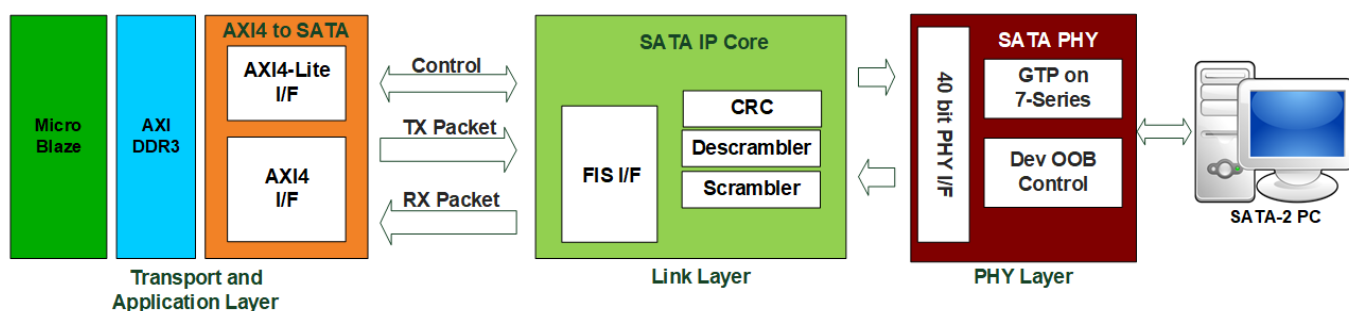 Micro
Blaze
AXI
DDR3
AXI4 to SATA
AXI4-Lite
I/F
AXI4
I/F
Transport and
Application Layer
Control
TX Packet
RX Packet
SATA IP Core
FIS I/F
CRC
Descrambler
Scrambler
Link Layer
40 bit PHY I/F
SATA PHY
GTP on
7-Series
Dev OOB
Control
PHY Layer
SATA-2 PC